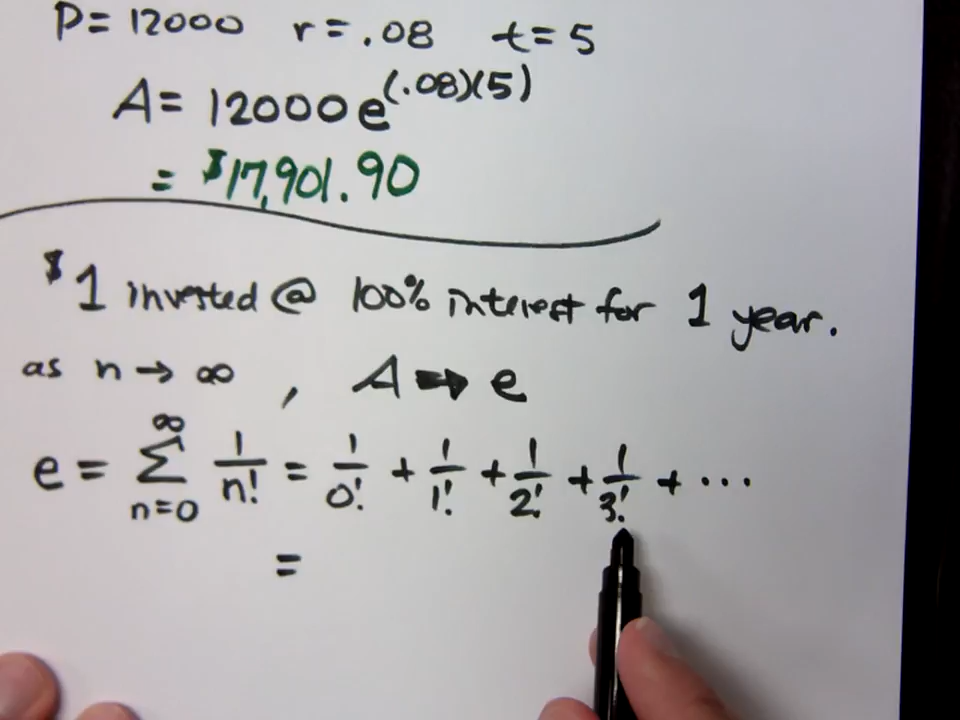 P = 12000 r = .08 t = 5
A = 12000 e^(.08)(5)
= $17,901.90
$1 invested @ 100% interest for 1 year.
as n → ∞ , A → e
e = ∑_{n=0}^{∞} 1/n! = 1/0! + 1/1! + 1/2! + 1/3! + ...
=